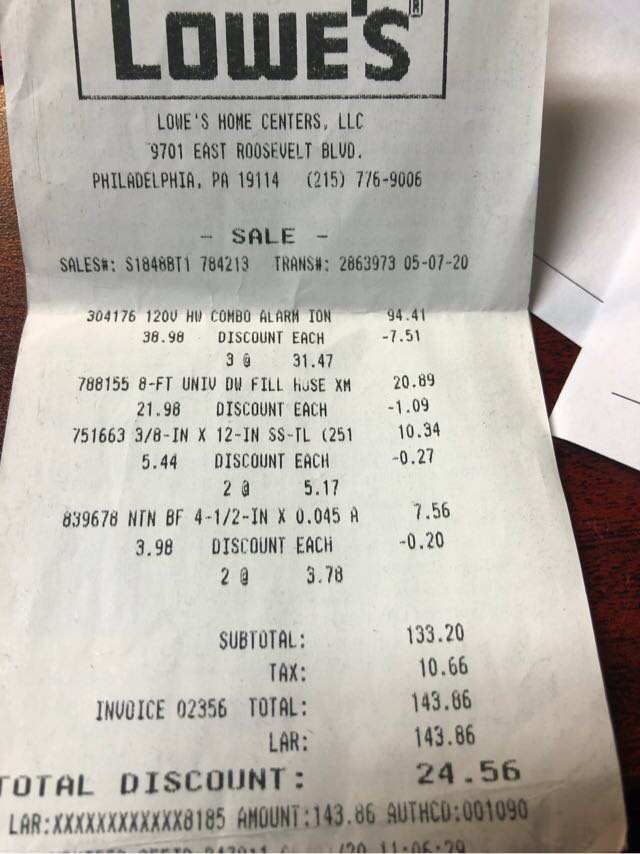 LOWE'S®
LOWE'S HOME CENTERS, LLC
9701 EAST ROOSEVELT BLVD.
PHILADELPHIA, PA 19114 (215) 776-9006
- SALE -
SALES#: S1848BT1 784213 TRANS#: 2863973 05-07-20
304176 120V HW COMBO ALARM ION 94.41
38.98 DISCOUNT EACH -7.51
3 @ 31.47
788155 8-FT UNIV DW FILL HOSE XM 20.89
21.98 DISCOUNT EACH -1.09
751663 3/8-IN X 12-IN SS-TL (251 10.34
5.44 DISCOUNT EACH -0.27
2 @ 5.17
839678 NTN BF 4-1/2-IN X 0.045 A 7.56
3.98 DISCOUNT EACH -0.20
2 @ 3.78
SUBTOTAL: 133.20
TAX: 10.66
INVOICE 02356 TOTAL: 143.86
LAR: 143.86
TOTAL DISCOUNT: 24.56
LAR:XXXXXXXXXXXX8185 AMOUNT:143.86 AUTHCD:001090
/20 11:06:29